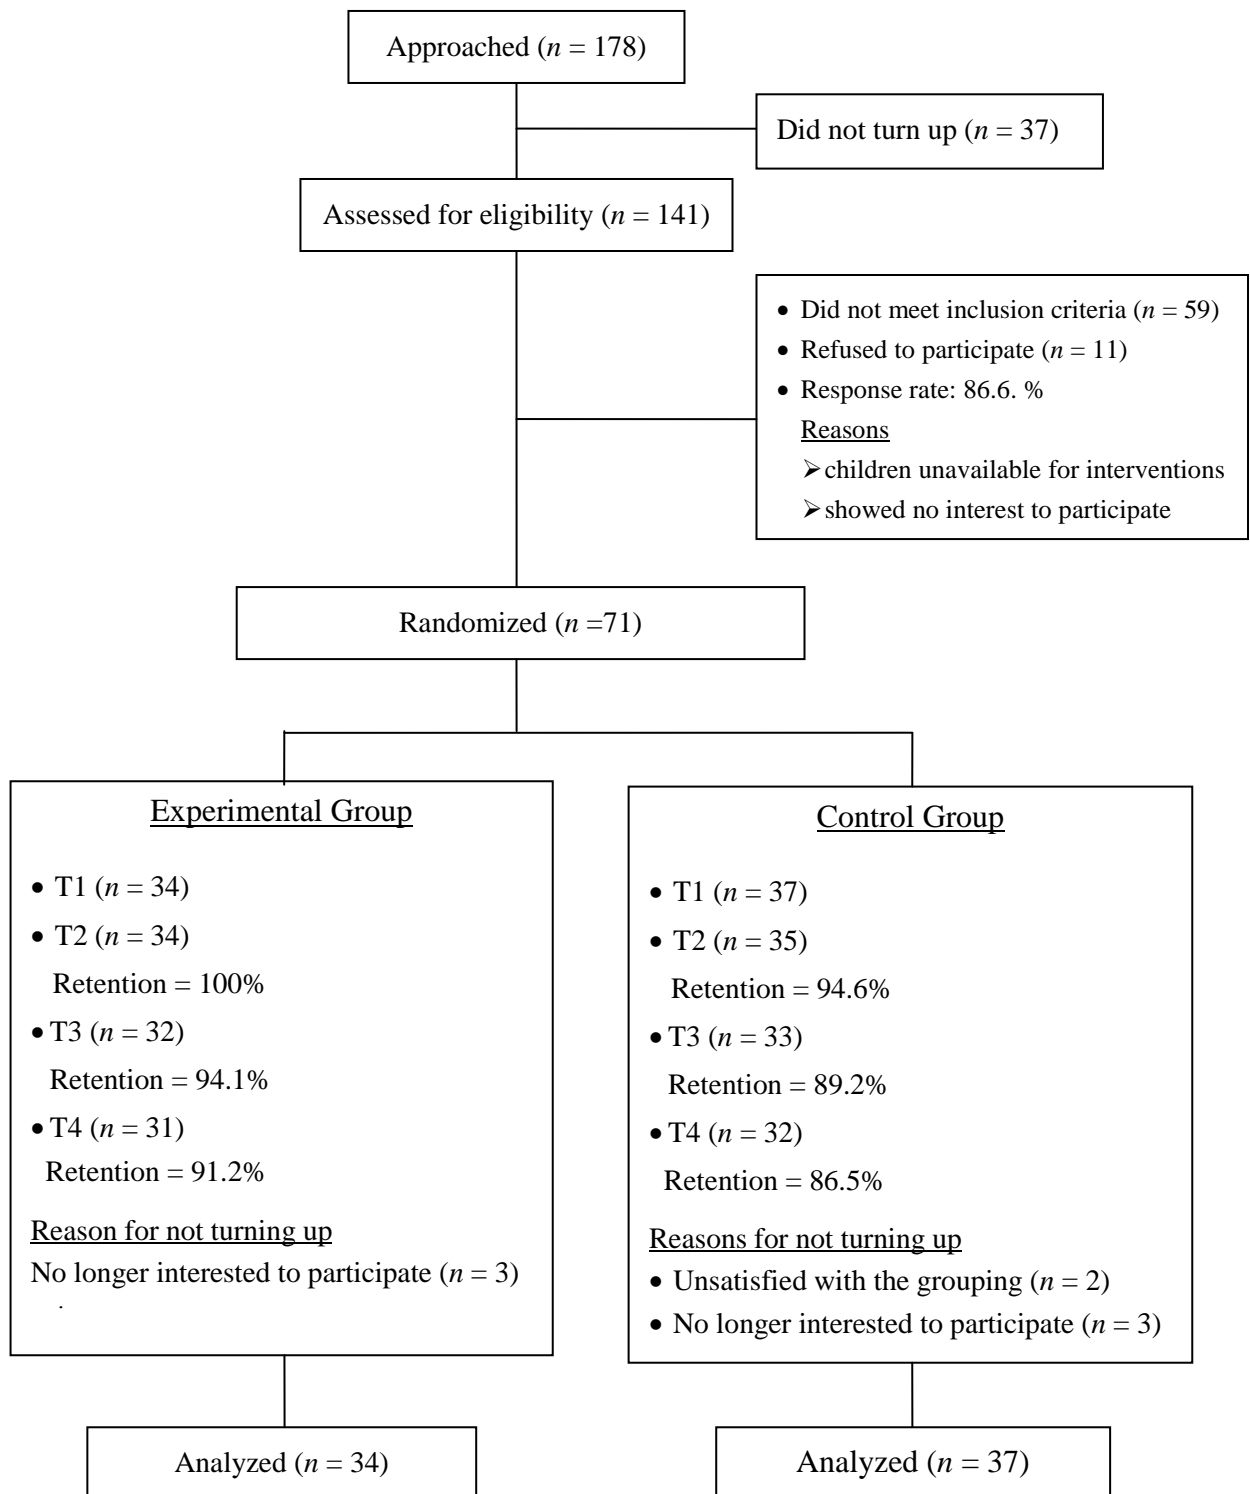 Approached (n = 178)
Did not turn up (n = 37)
Assessed for eligibility (n = 141)
• Did not meet inclusion criteria (n = 59)
• Refused to participate (n = 11)
• Response rate: 86.6. %
Reasons
➢ children unavailable for interventions
➢ showed no interest to participate
Randomized (n =71)
Experimental Group
• T1 (n = 34)
• T2 (n = 34)
Retention = 100%
• T3 (n = 32)
Retention = 94.1%
• T4 (n = 31)
Retention = 91.2%
Reason for not turning up
No longer interested to participate (n = 3)
.
Control Group
• T1 (n = 37)
• T2 (n = 35)
Retention = 94.6%
• T3 (n = 33)
Retention = 89.2%
• T4 (n = 32)
Retention = 86.5%
Reasons for not turning up
• Unsatisfied with the grouping (n = 2)
• No longer interested to participate (n = 3)
Analyzed (n = 34)
Analyzed (n = 37)